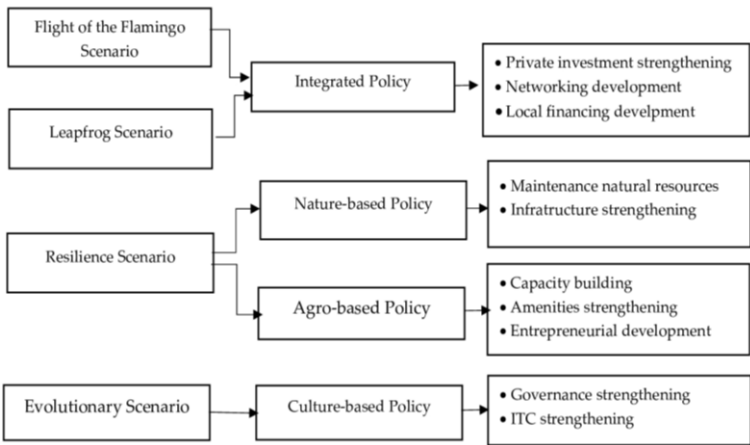 Flight of the Flamingo
Scenario
Leapfrog Scenario
Integrated Policy
• Private investment strengthening
• Networking development
• Local financing develpment
Resilience Scenario
Nature-based Policy
• Maintenance natural resources
• Infratructure strengthening
Agro-based Policy
• Capacity building
• Amenities strengthening
• Entrepreneurial development
Evolutionary Scenario
Culture-based Policy
• Governance strengthening
• ITC strengthening